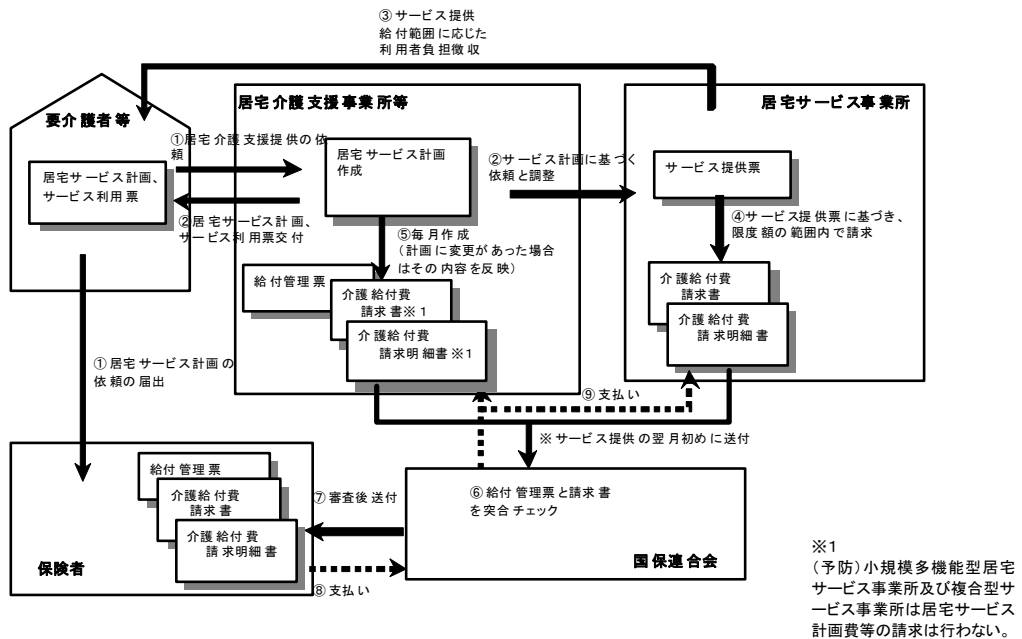 ③サービス提供
給付範囲に応じた
利用者負担徴収
要介護者等
居宅サービス計画、
サービス利用票
①居宅介護支援提供の依
頼
②居宅サービス計画、
サービス利用票交付
居宅介護支援事業所等
居宅サービス計画
作成
⑤毎月作成
(計画に変更があった場合
はその内容を反映)
給付管理票
介護給付費
請求書※1
介護給付費
請求明細書※1
②サービス計画に基づく
依頼と調整
居宅サービス事業所
サービス提供票
④サービス提供票に基づき、
限度額の範囲内で請求
介護給付費
請求書
介護給付費
請求明細書
①居宅サービス計画の
依頼の届出
⑨支払い
※サービス提供の翌月初めに送付
給付管理票
介護給付費
請求書
介護給付費
請求明細書
保険者
⑦審査後送付
⑧支払い
⑥給付管理票と請求書
を突合チェック
国保連合会
※1
(予防)小規模多機能型居宅
サービス事業所及び複合型サ
ービス事業所は居宅サービス
計画費等の請求は行わない。